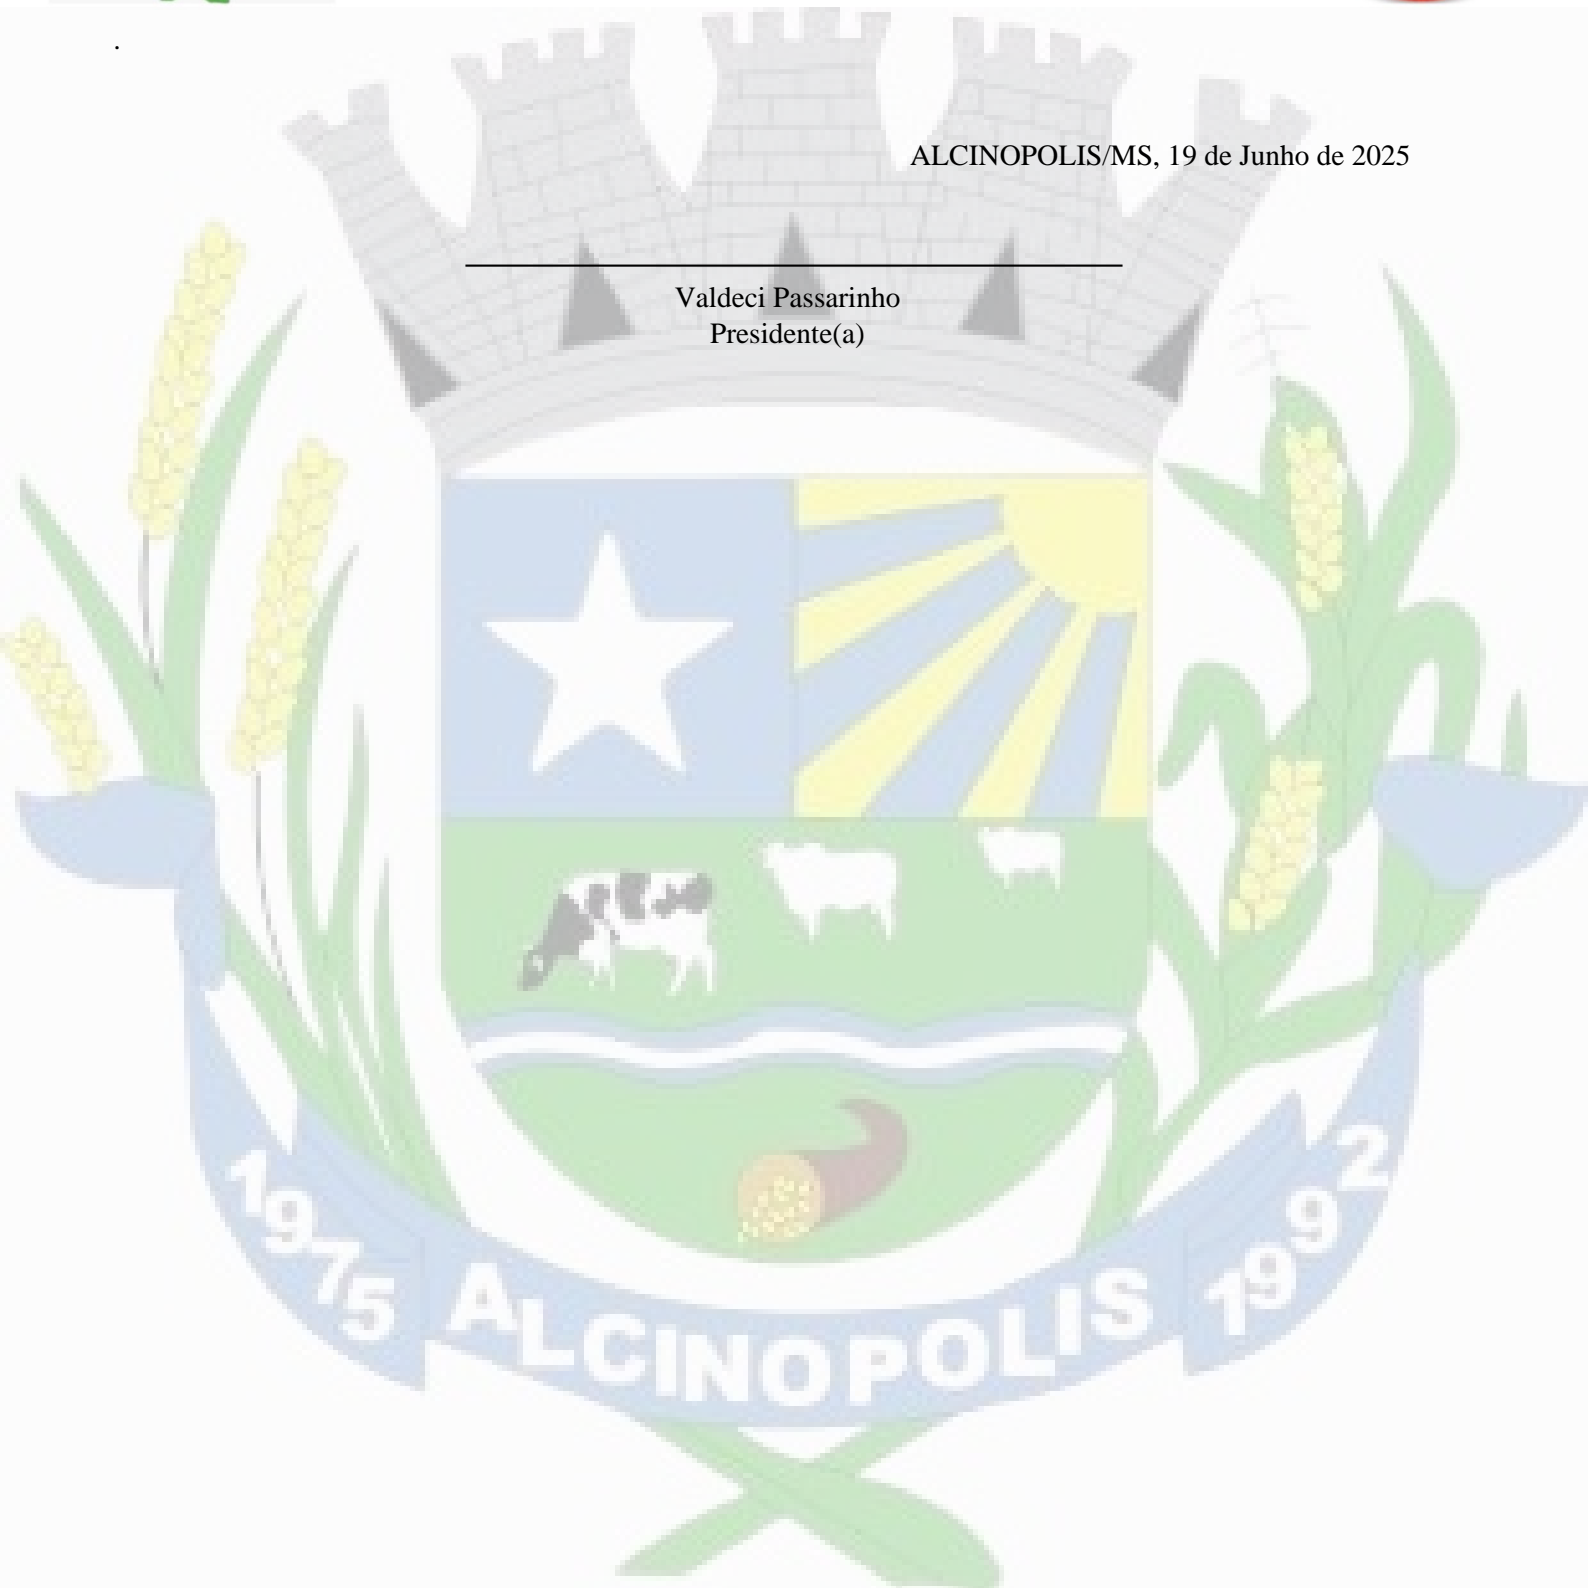 .
ALCINOPOLIS/MS, 19 de Junho de 2025
Valdeci Passarinho
Presidente(a)
1975 ALCINOPOLIS 1992